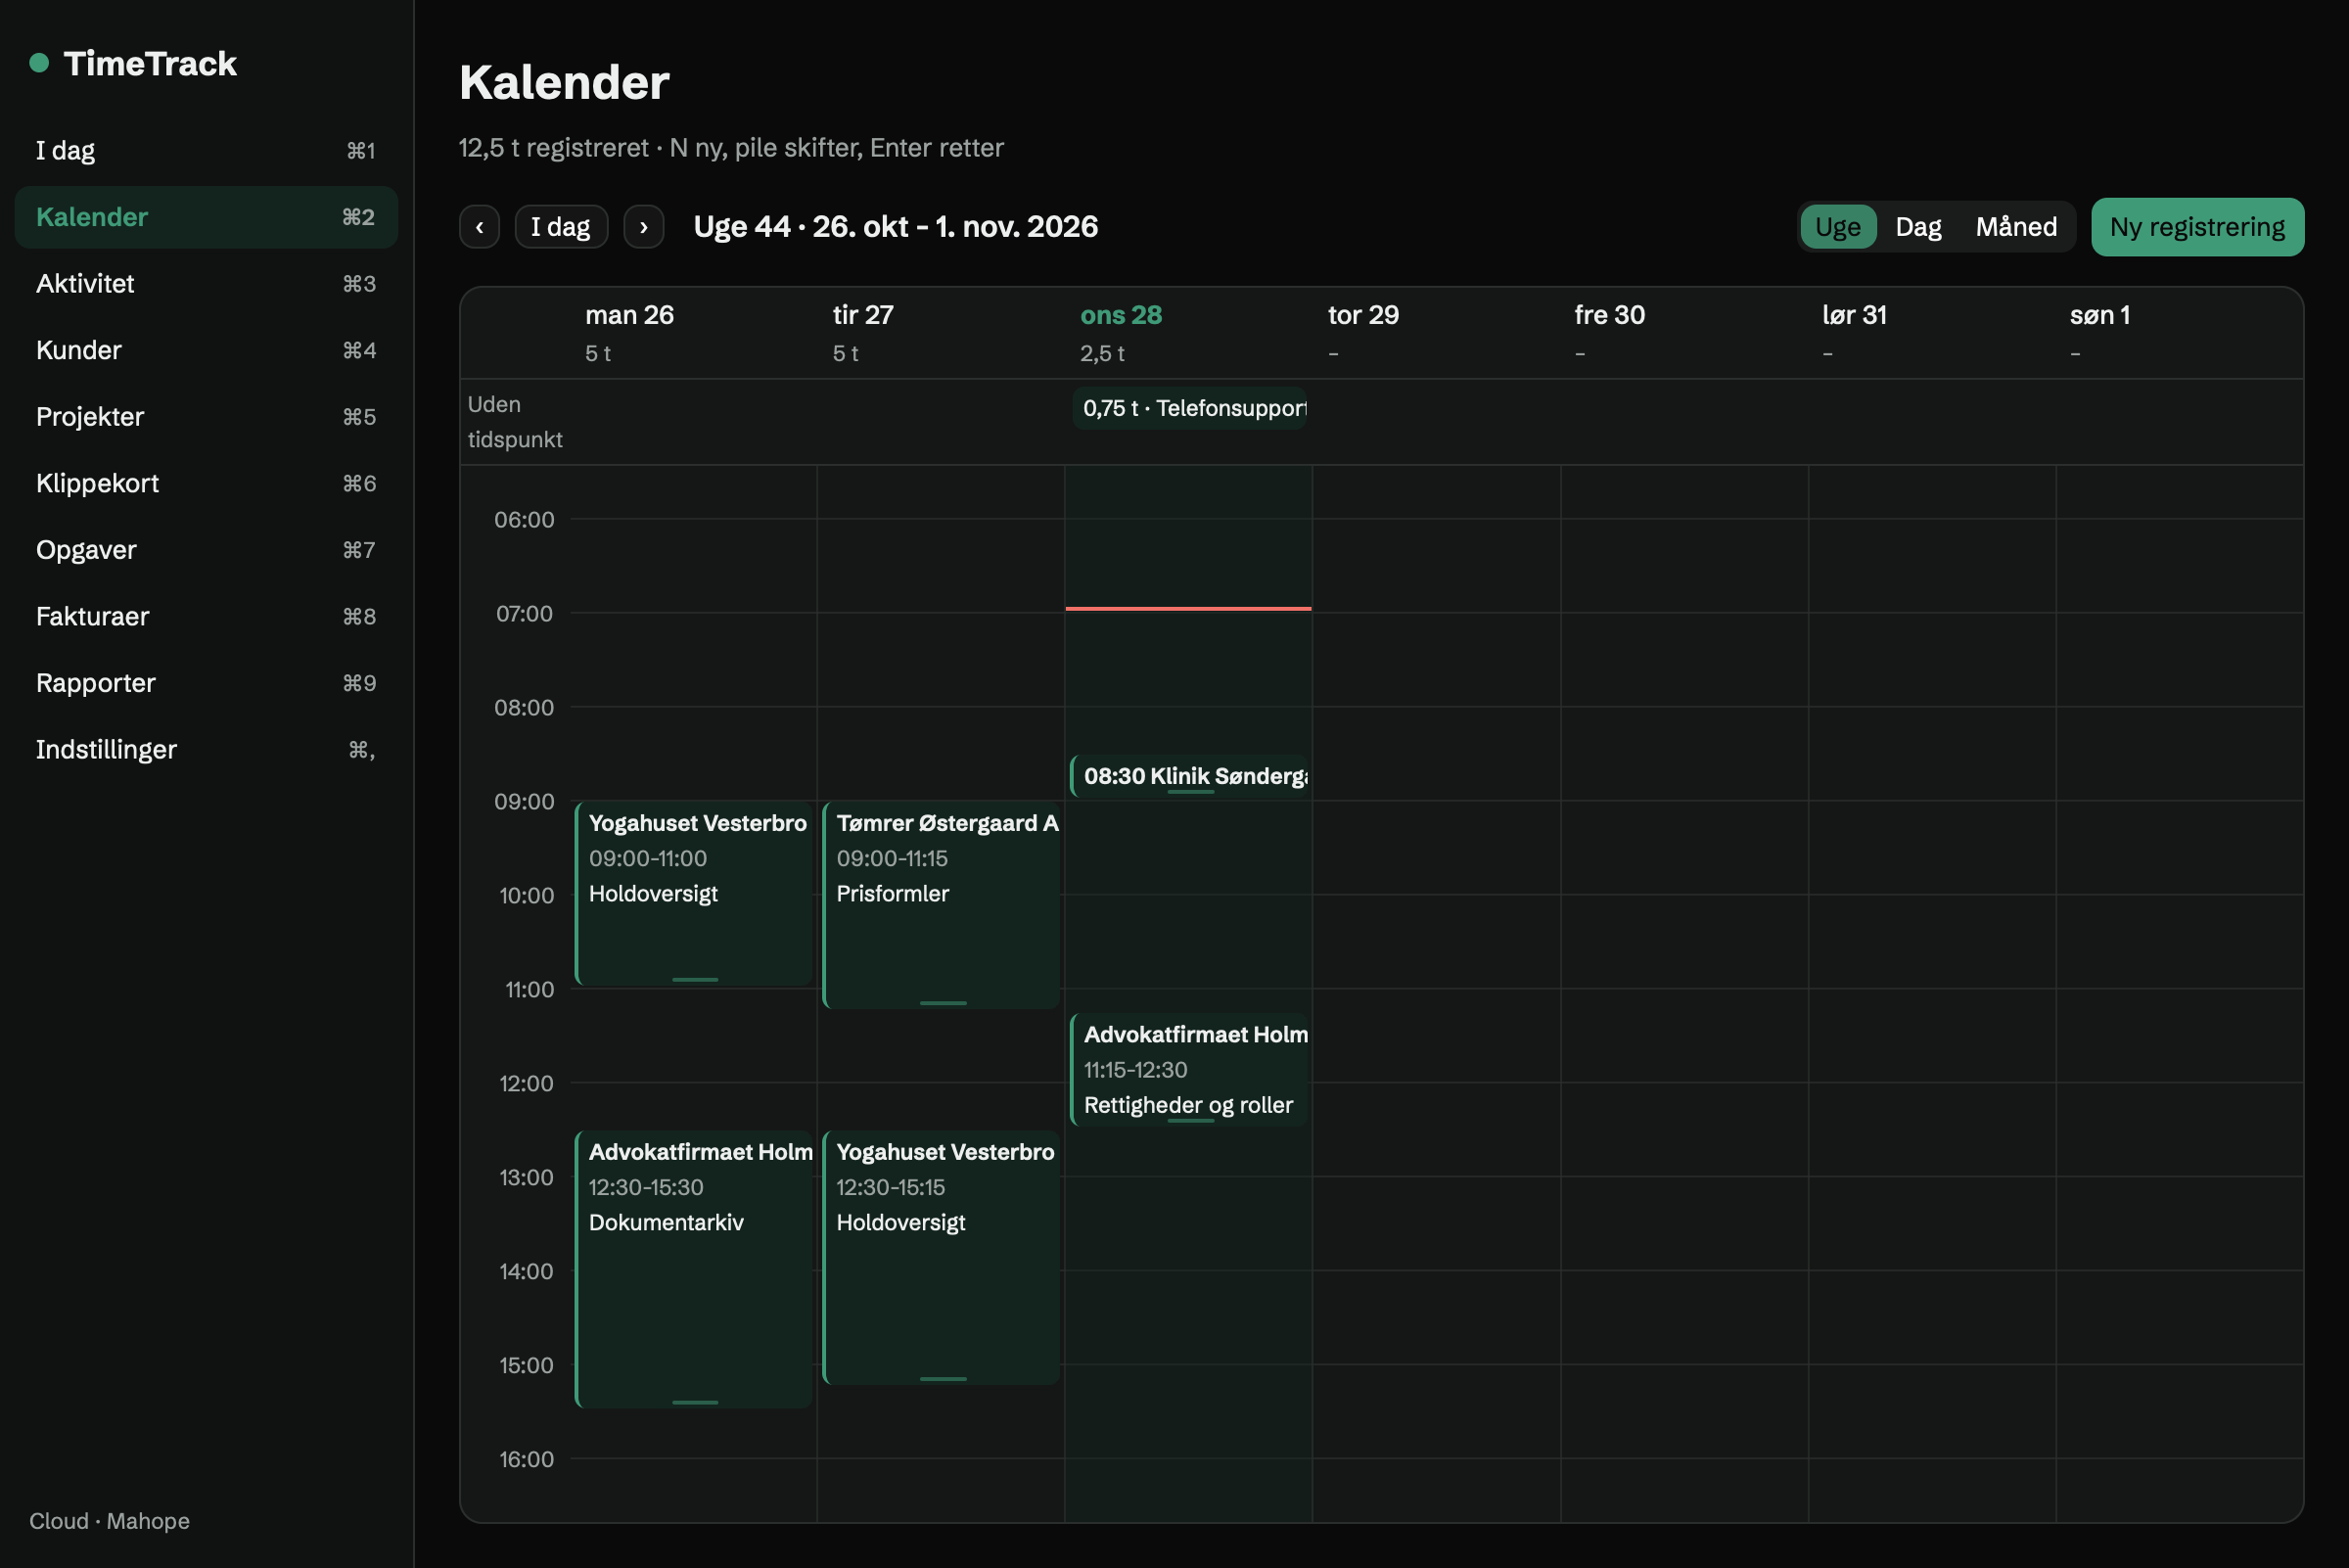 TimeTrack
I dag ⌘1
Kalender ⌘2
Aktivitet ⌘3
Kunder ⌘4
Projekter ⌘5
Klippekort ⌘6
Opgaver ⌘7
Fakturaer ⌘8
Rapporter ⌘9
Indstillinger ⌘,
Cloud · Mahope
Kalender
12,5 t registreret · N ny, pile skifter, Enter retter
‹ I dag › Uge 44 · 26. okt – 1. nov. 2026
Uge Dag Måned Ny registrering
man 26 tir 27 ons 28 tor 29 fre 30 lør 31 søn 1
5 t 5 t 2,5 t – – – –
Uden
tidspunkt
0,75 t · Telefonsupport
06:00
07:00
08:00
09:00
10:00
11:00
12:00
13:00
14:00
15:00
16:00
Yogahuset Vesterbro
09:00–11:00
Holdoversigt
Advokatfirmaet Holm
12:30–15:30
Dokumentarkiv
Tømrer Østergaard A
09:00–11:15
Prisformler
Yogahuset Vesterbro
12:30–15:15
Holdoversigt
08:30 Klinik Sønderga
Advokatfirmaet Holm
11:15–12:30
Rettigheder og roller